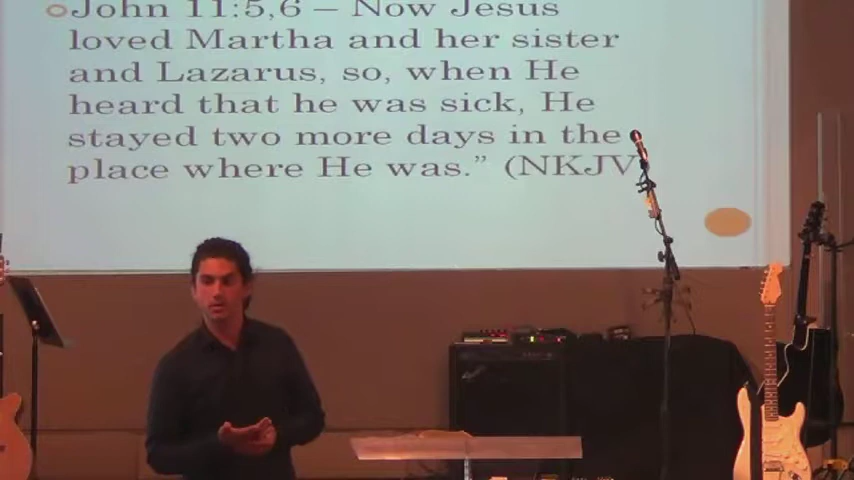 John 11:5,6 – Now Jesus
loved Martha and her sister
and Lazarus, so, when He
heard that he was sick, He
stayed two more days in the
place where He was.” (NKJV